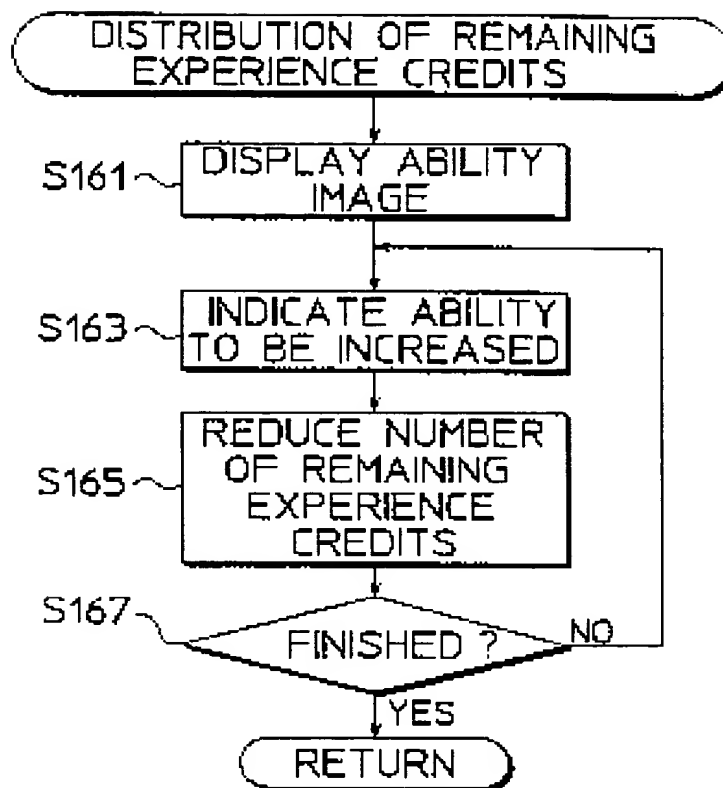 DISTRIBUTION OF REMAINING
EXPERIENCE CREDITS
S161
DISPLAY ABILITY
IMAGE
S163
INDICATE ABILITY
TO BE INCREASED
S165
REDUCE NUMBER
OF REMAINING
EXPERIENCE
CREDITS
S167
FINISHED ?
NO
YES
RETURN